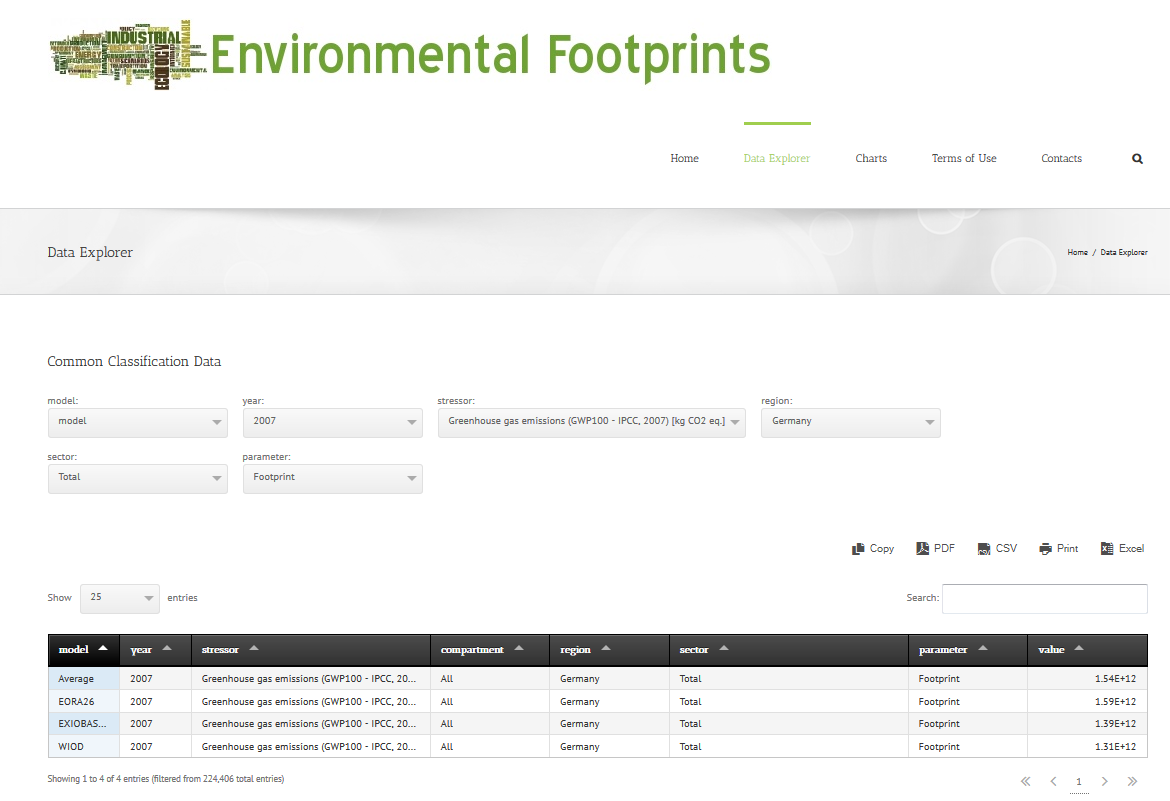 INDUSTRIAL
ECOLOGY
ENERGY
SUSTAINABLE
Environmental Footprints
Home Data Explorer Charts Terms of Use Contacts
Data Explorer
Home / Data Explorer
Common Classification Data
model: year: stressor: region:
model 2007 Greenhouse gas emissions (GWP100 - IPCC, 2007) [kg CO2 eq.] Germany
sector: parameter:
Total Footprint
Copy PDF CSV Print Excel
Show 25 entries Search:
model year stressor compartment region sector parameter value
Average 2007 Greenhouse gas emissions (GWP100 - IPCC, 20... All Germany Total Footprint 1.54E+12
EORA26 2007 Greenhouse gas emissions (GWP100 - IPCC, 20... All Germany Total Footprint 1.59E+12
EXIOBAS... 2007 Greenhouse gas emissions (GWP100 - IPCC, 20... All Germany Total Footprint 1.39E+12
WIOD 2007 Greenhouse gas emissions (GWP100 - IPCC, 20... All Germany Total Footprint 1.31E+12
Showing 1 to 4 of 4 entries (filtered from 224,406 total entries)
1